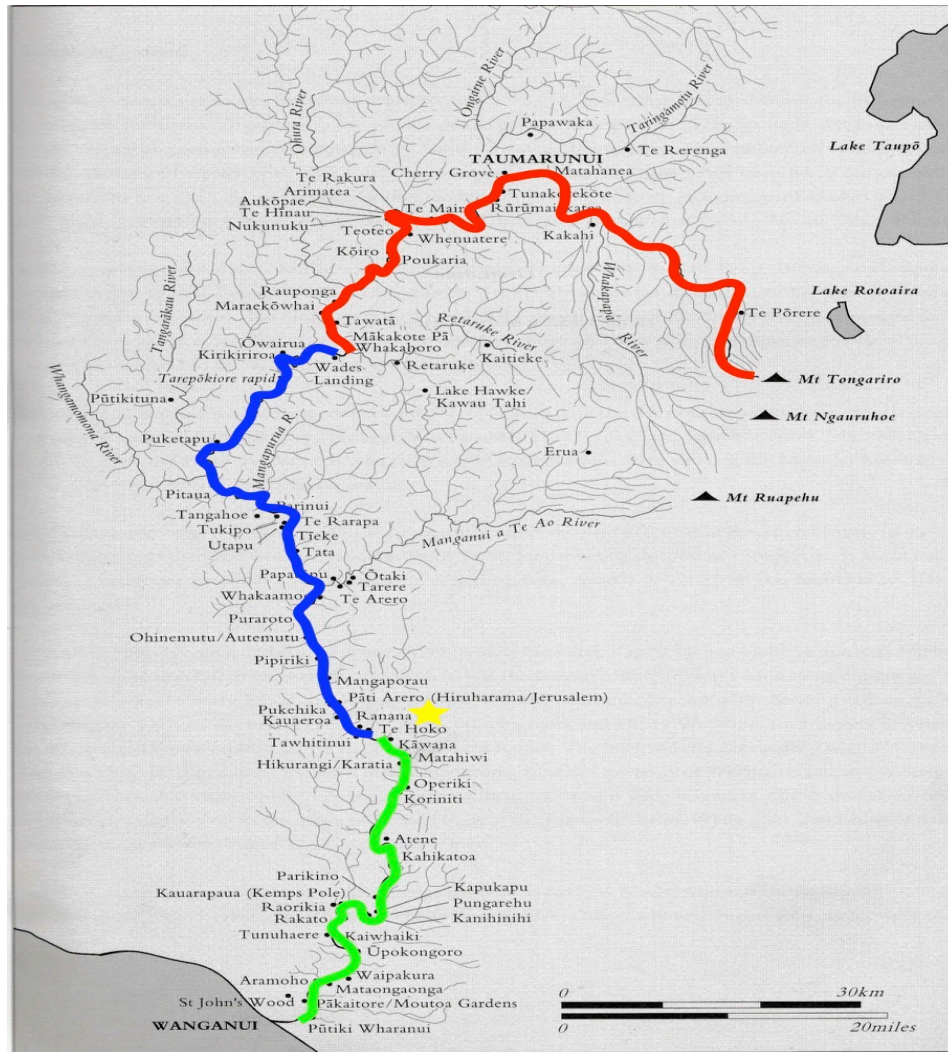 Ohura River
Ongarue River
Taringamotu River
Papawaka
Te Rerenga
TAUMARUNUI
Lake Taupō
Cherry Grove
Matahanea
Te Rakura
Arimatea
Aukōpae
Te Hinau
Nukunuku
Te Maire
Tunakotekote
Teoteo
Whenuatere
Kakahi
Kōiro
Poukaria
Whakapapa River
Rauponga
Maraekōwhai
Tawatā
Lake Rotoaira
Te Pōrere
Tangarākau River
Retaruke River
Mākakote Pā
Whakahoro
Ōwairua
Kirikiriroa
Wades
Landing
Retaruke
Kaitieke
Tarepōkiore rapid
Mt Tongariro
Whangamomona River
Pūtikituna
Lake Hawke/
Kawau Tahi
Mt Ngauruhoe
Mangapurua R.
Puketapu
Erua
Pitaua
Mt Ruapehu
Parinui
Tangahoe
Te Rarapa
Tukipo
Tīeke
Utapu
Tata
Manganui a Te Ao River
Ōtaki
Tarere
Te Arero
Puraroto
Ohinemutu/Autemutu
Pipiriki
Mangaporau
Pāti Arero (Hiruharama/Jerusalem)
Pukehika
Kauaeroa
Ranana
Te Hoko
Tawhitinui
Kāwana
Matahiwi
Hikurangi/Karatia
Operiki
Koriniti
Atene
Kahikatoa
Parikino
Kauarapaua (Kemps Pole)
Kapukapu
Raorikia
Pungarehu
Rakato
Kanihinihi
Tunuhaere
Kaiwhaiki
Ūpokongoro
Aramoho
Waipakura
Mataongaonga
St John's Wood
Pākaitore/Moutoa Gardens
WANGANUI
Pūtiki Wharanui
0 30km
0 20miles